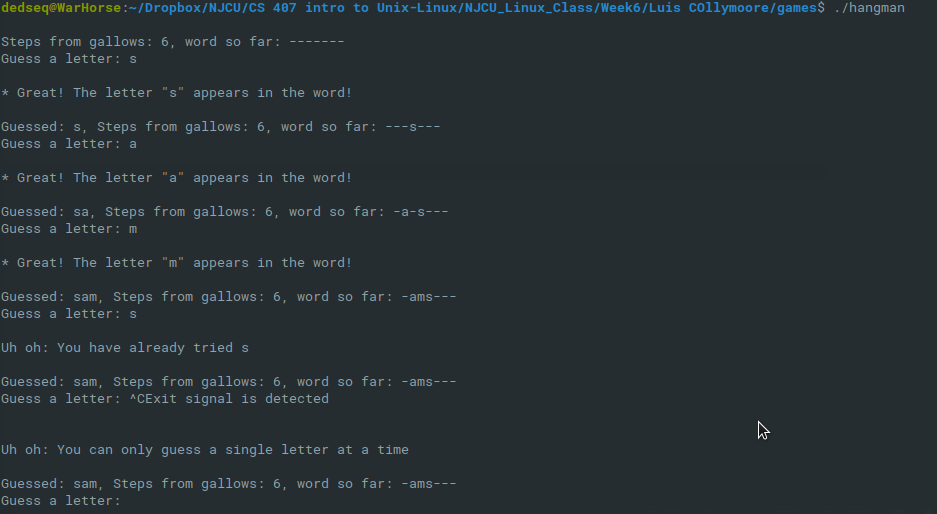 dedseq@WarHorse:~/Dropbox/NJCU/CS 407 intro to Unix-Linux/NJCU_Linux_Class/Week6/Luis COllymoore/games$ ./hangman
Steps from gallows: 6, word so far: -------
Guess a letter: s
* Great! The letter "s" appears in the word!
Guessed: s, Steps from gallows: 6, word so far: ---s---
Guess a letter: a
* Great! The letter "a" appears in the word!
Guessed: sa, Steps from gallows: 6, word so far: -a-s---
Guess a letter: m
* Great! The letter "m" appears in the word!
Guessed: sam, Steps from gallows: 6, word so far: -ams---
Guess a letter: s
Uh oh: You have already tried s
Guessed: sam, Steps from gallows: 6, word so far: -ams---
Guess a letter: ^CExit signal is detected
Uh oh: You can only guess a single letter at a time
Guessed: sam, Steps from gallows: 6, word so far: -ams---
Guess a letter: